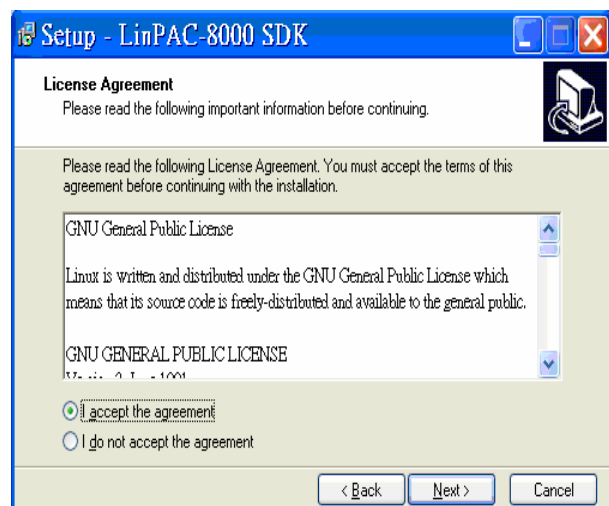 Setup - LinPAC-8000 SDK
License Agreement
Please read the following important information before continuing.
Please read the following License Agreement. You must accept the terms of this
agreement before continuing with the installation.
GNU General Public License
Linux is written and distributed under the GNU General Public License which
means that its source code is freely-distributed and available to the general public.
GNU GENERAL PUBLIC LICENSE
I accept the agreement
I do not accept the agreement
< Back
Next >
Cancel